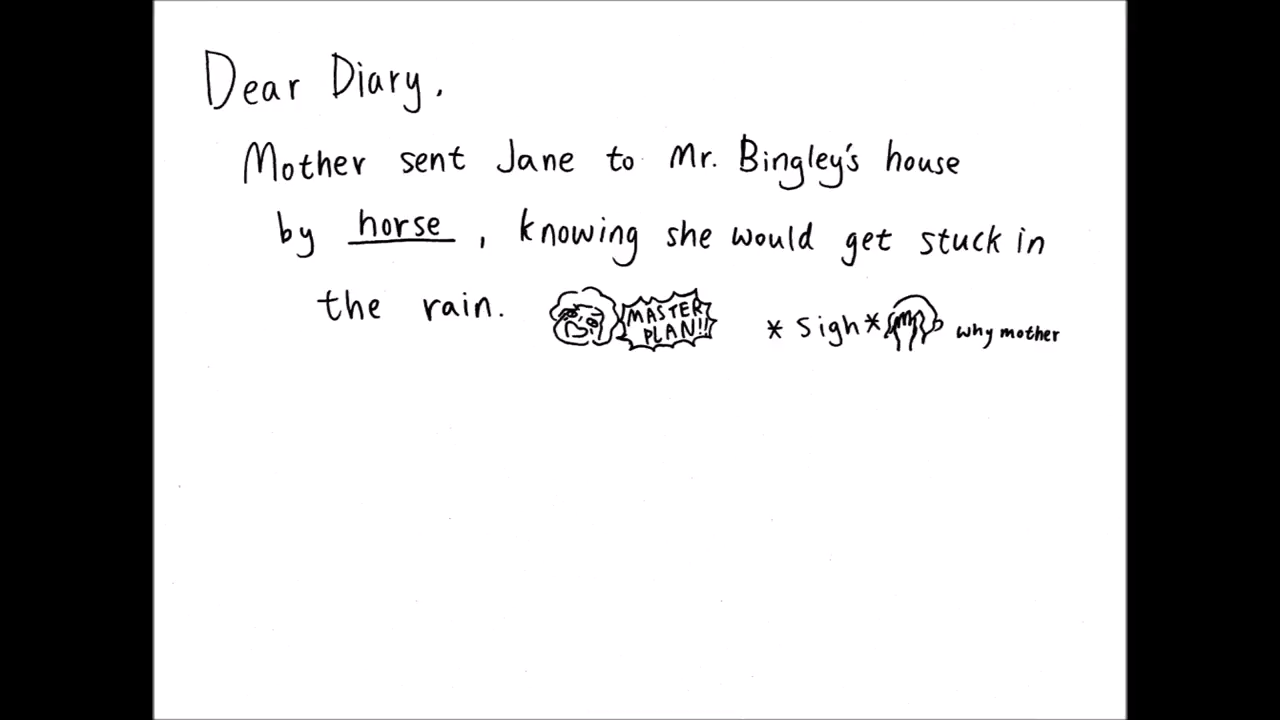 Dear Diary,
Mother sent Jane to Mr. Bingley's house
by horse, knowing she would get stuck in
the rain. MASTER PLAN!! *sigh* why mother